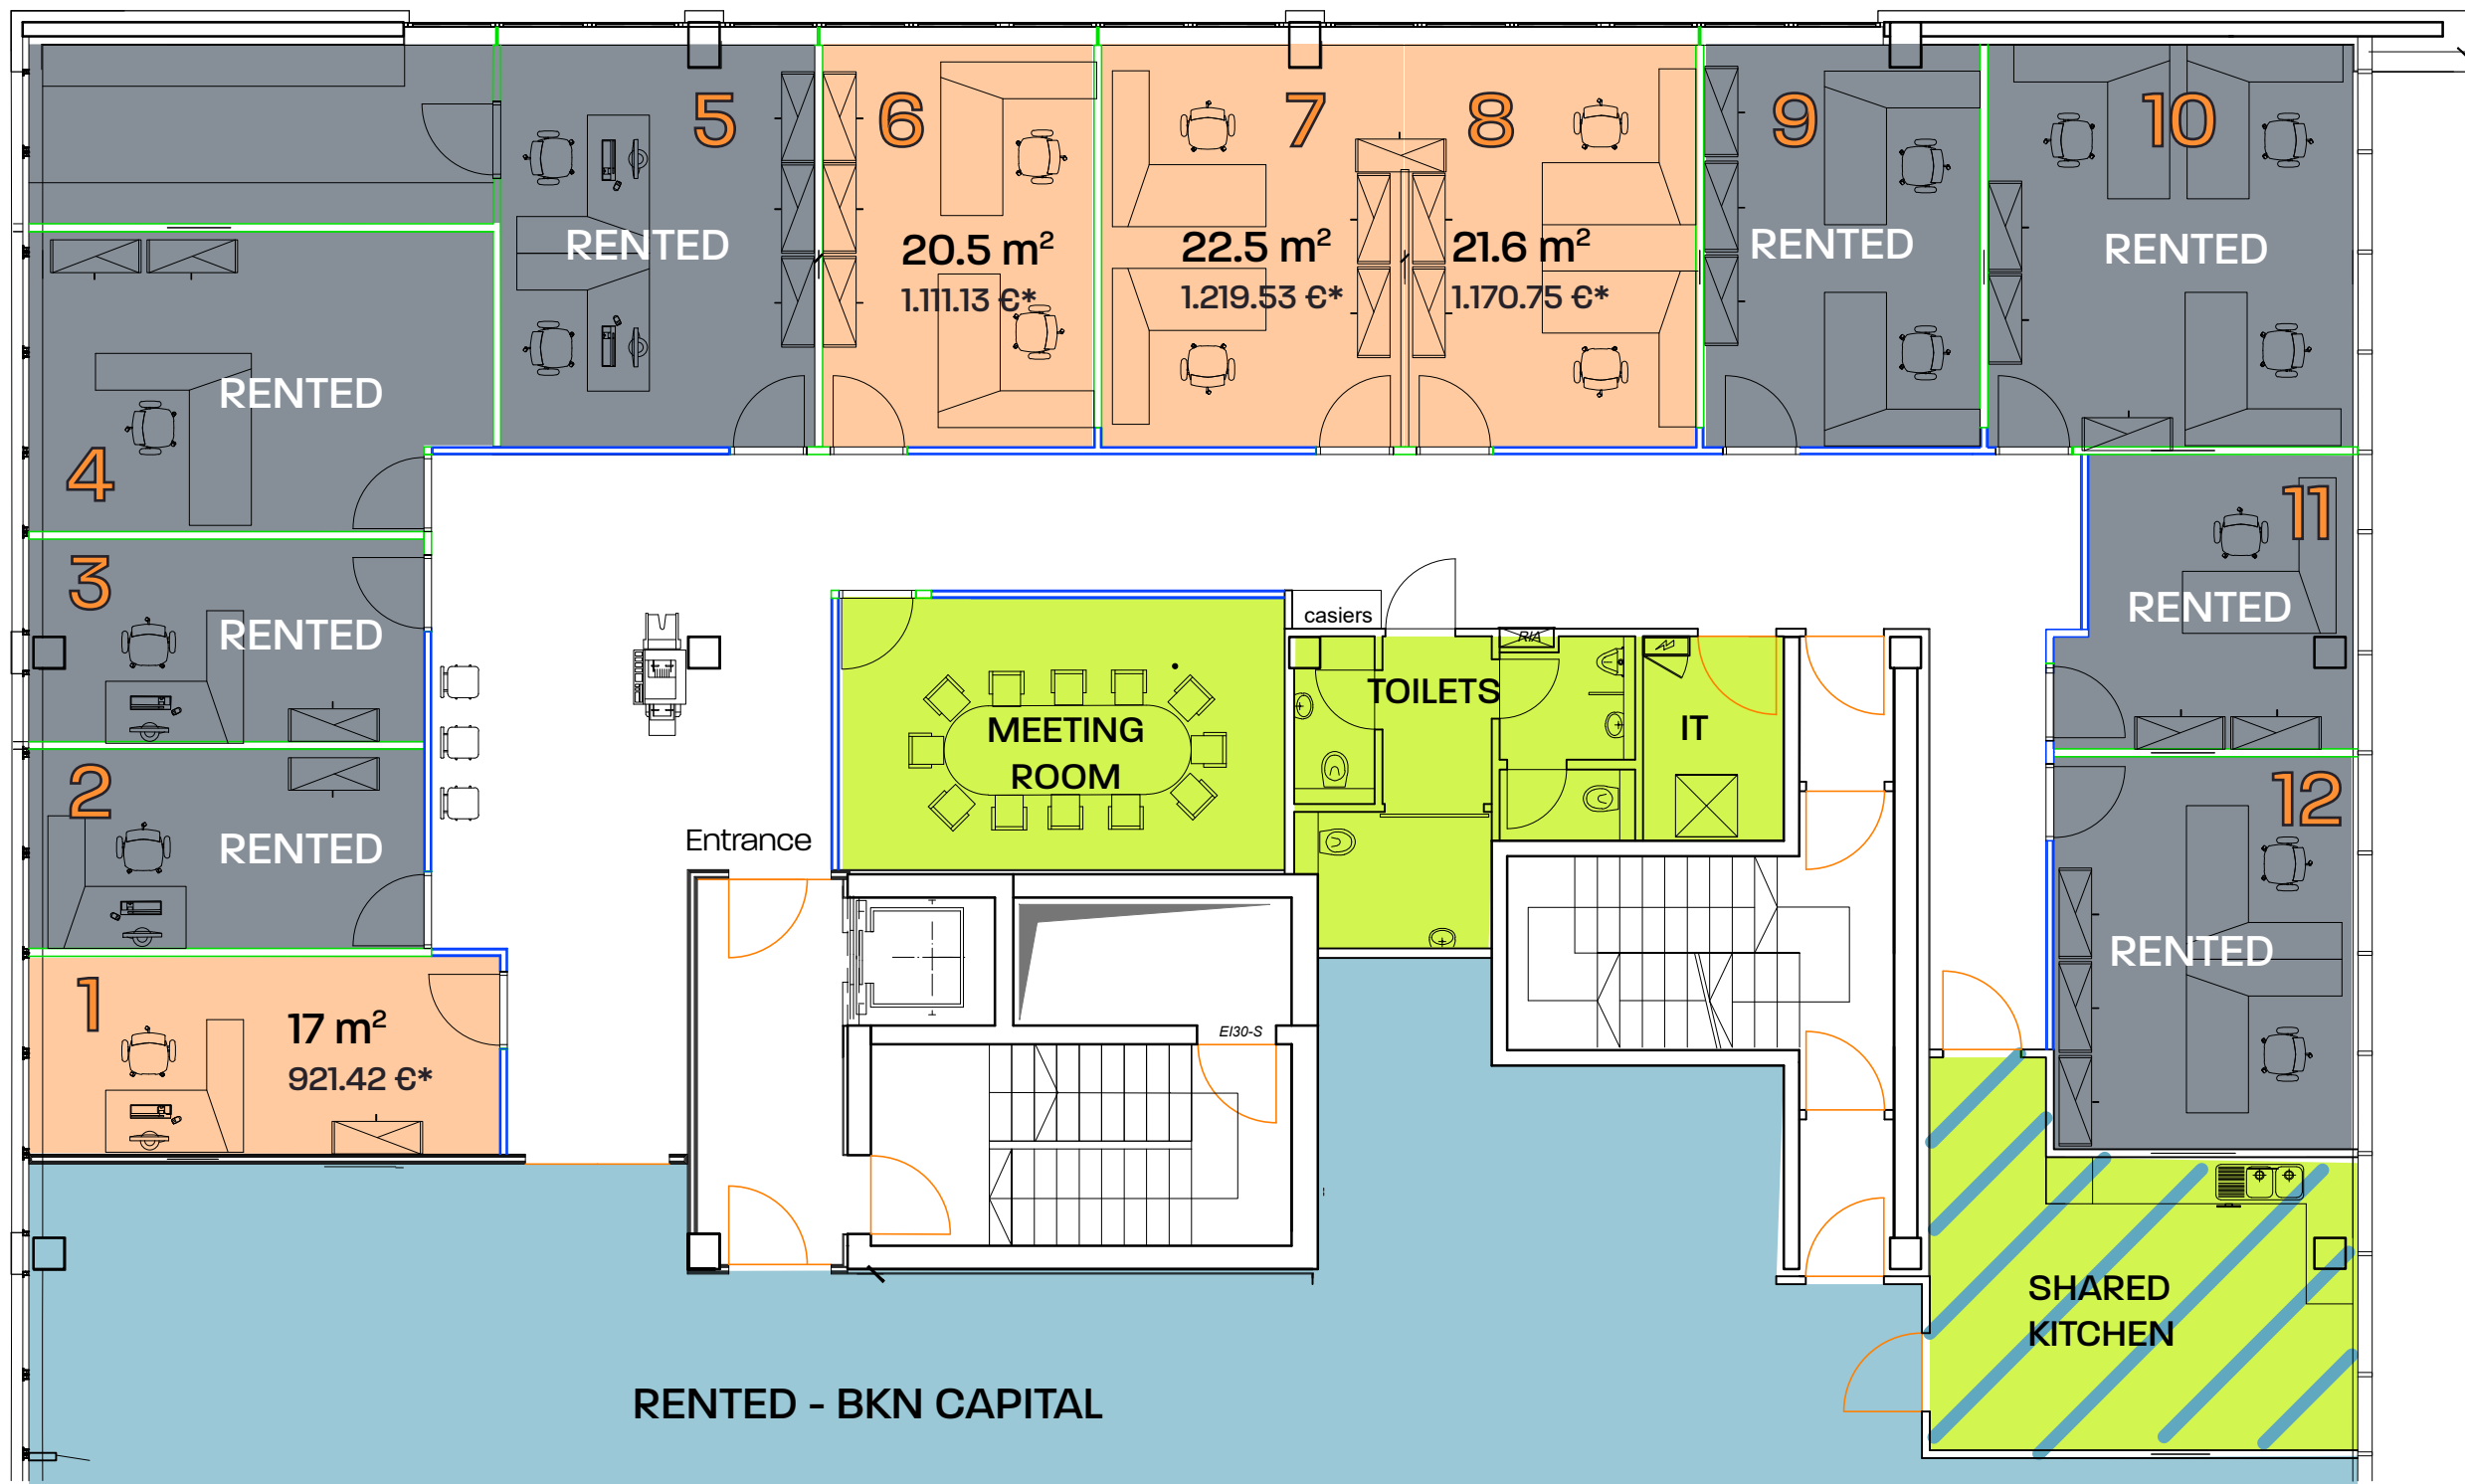 5
6
7
8
9
10
RENTED
20.5 m²
1.111.13 €*
22.5 m²
1.219.53 €*
21.6 m²
1.170.75 €*
RENTED
RENTED
RENTED
4
3
RENTED
2
RENTED
1
17 m²
921.42 €*
11
RENTED
12
RENTED
casiers
RIA
TOILETS
IT
MEETING
ROOM
Entrance
EI30-S
SHARED
KITCHEN
RENTED - BKN CAPITAL